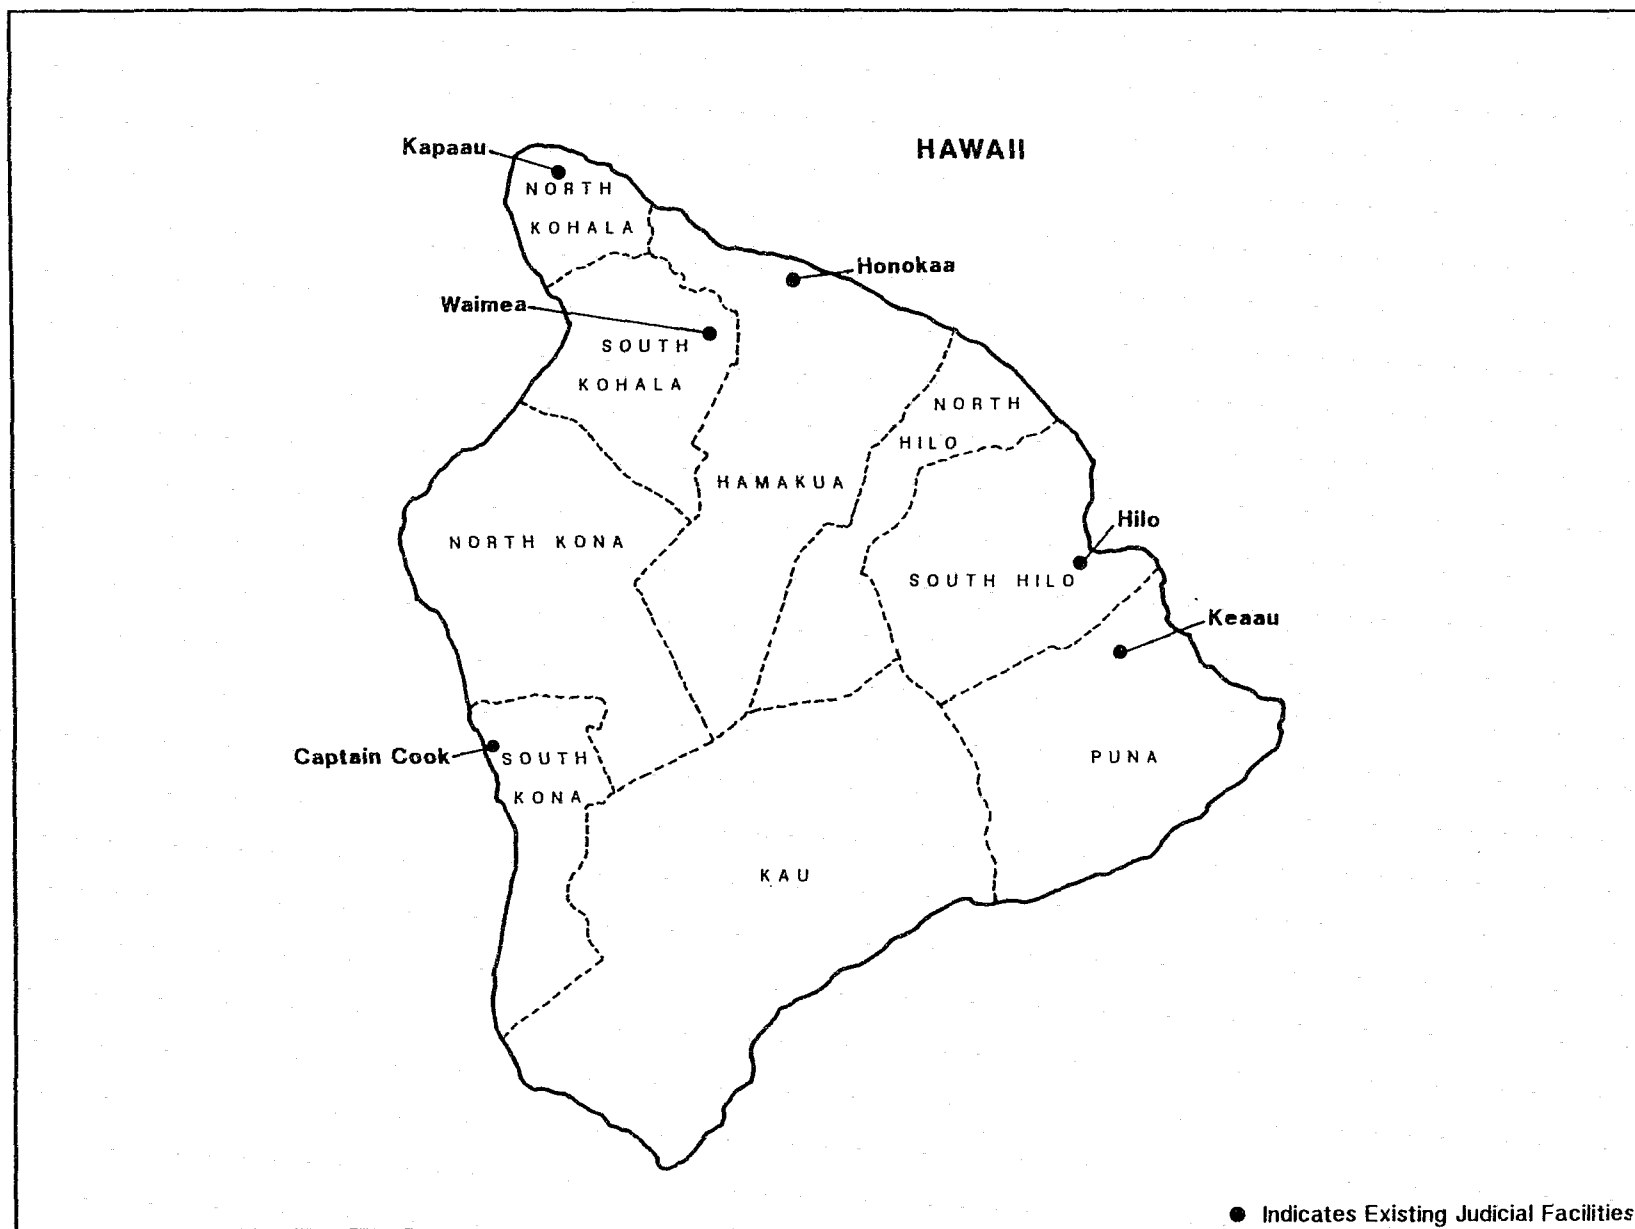 HAWAII
Kapaau
NORTH
KOHALA
Honokaa
Waimea
SOUTH
KOHALA
NORTH
HILO
HAMAKUA
NORTH KONA
Hilo
SOUTH HILO
Keaau
Captain Cook
SOUTH
KONA
PUNA
KAU
● Indicates Existing Judicial Facilities